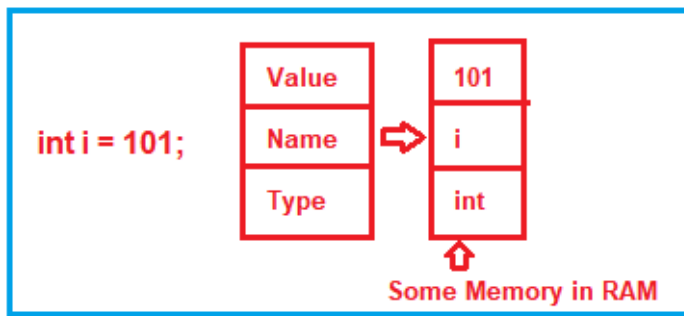 int i = 101;
Value
Name
Type
101
i
int
Some Memory in RAM